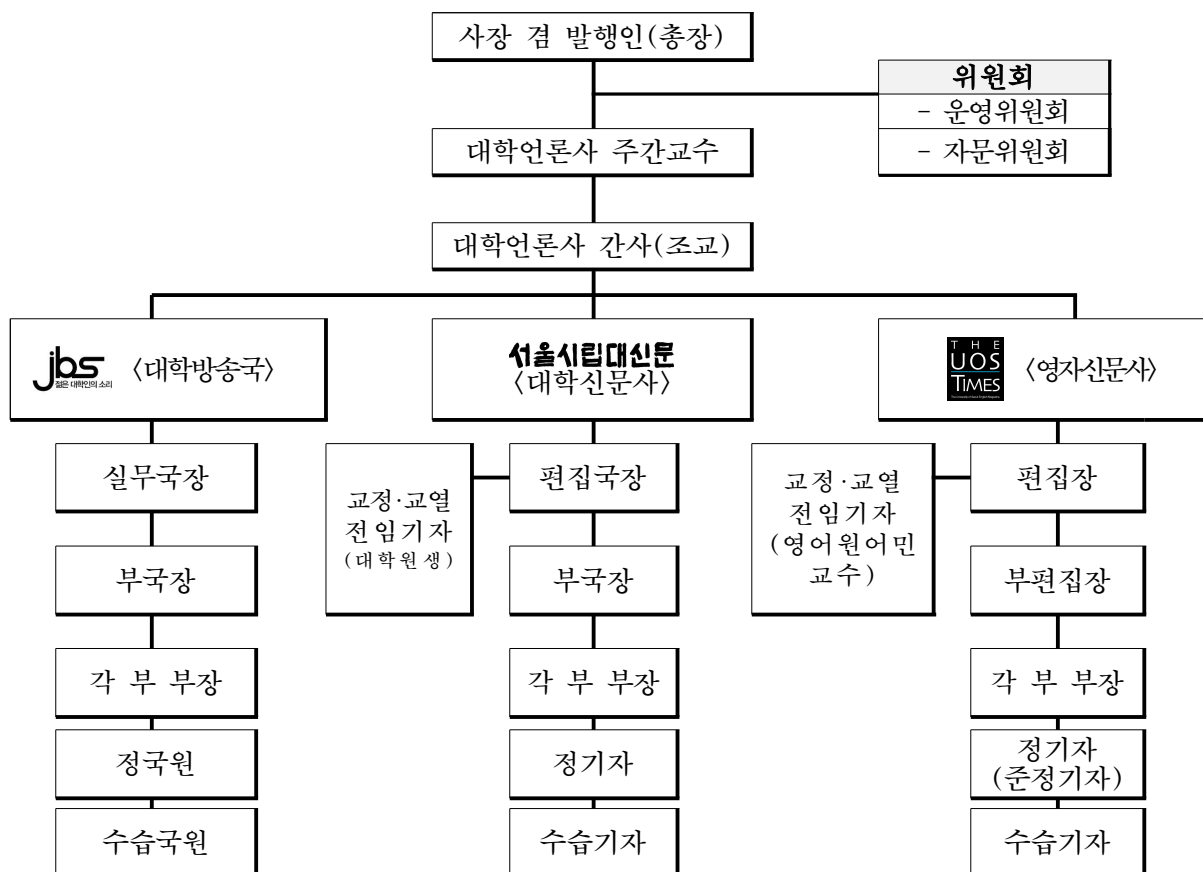 사장 겸 발행인(총장)
위원회
- 운영위원회
- 자문위원회
대학언론사 주간교수
대학언론사 간사(조교)
jbs
젊은 대학인의 소리
〈대학방송국〉
서울시립대신문
〈대학신문사〉
THE
UOS
TIMES
〈영자신문사〉
실무국장
부국장
각 부 부장
정국원
수습국원
교정·교열
전임기자
(대학원생)
편집국장
부국장
각 부 부장
정기자
수습기자
교정·교열
전임기자
(영어원어민
교수)
편집장
부편집장
각 부 부장
정기자
(준정기자)
수습기자